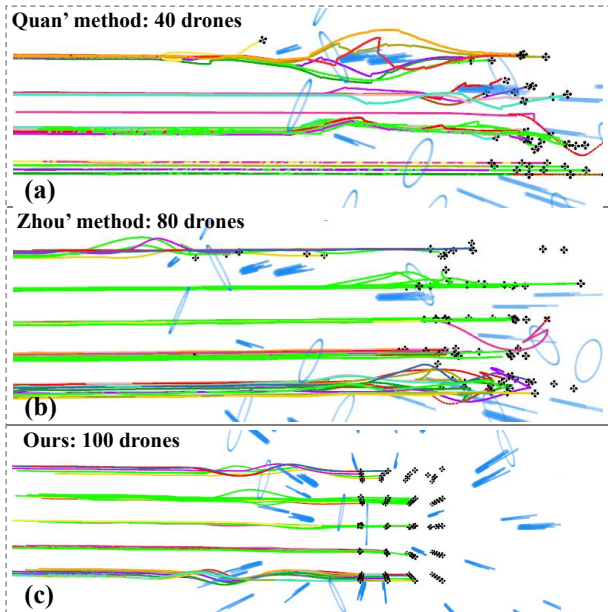 Quan' method: 40 drones
(a)
Zhou' method: 80 drones
(b)
Ours: 100 drones
(c)